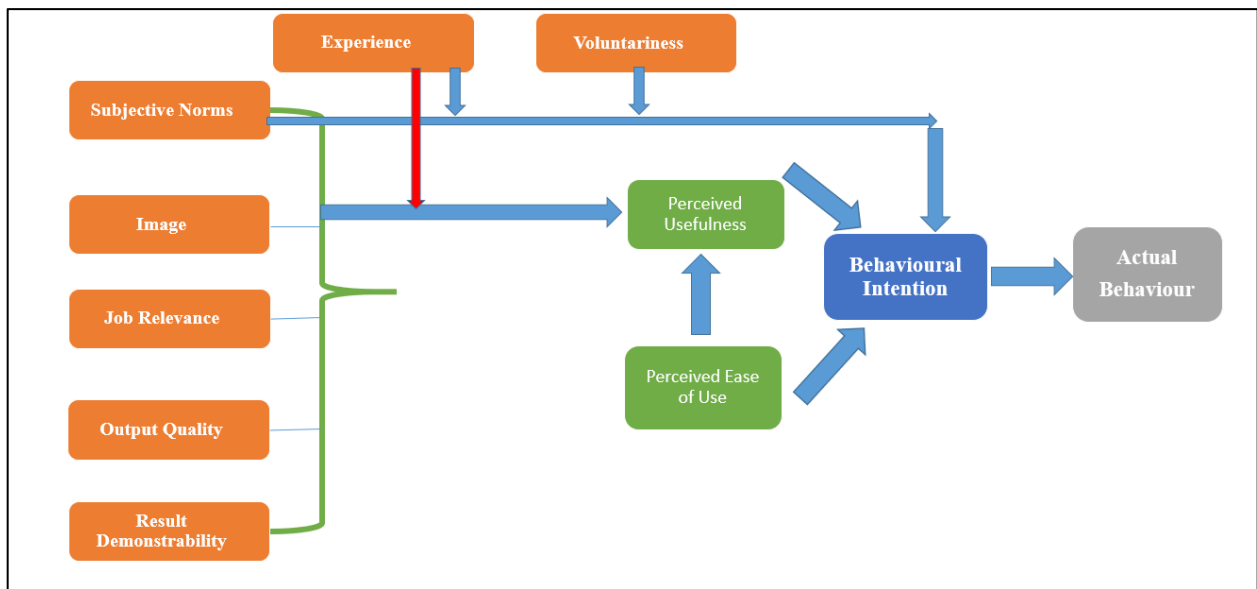 Experience
Voluntariness
Subjective Norms
Image
Perceived
Usefulness
Behavioural
Intention
Actual
Behaviour
Job Relevance
Perceived Ease
of Use
Output Quality
Result
Demonstrability